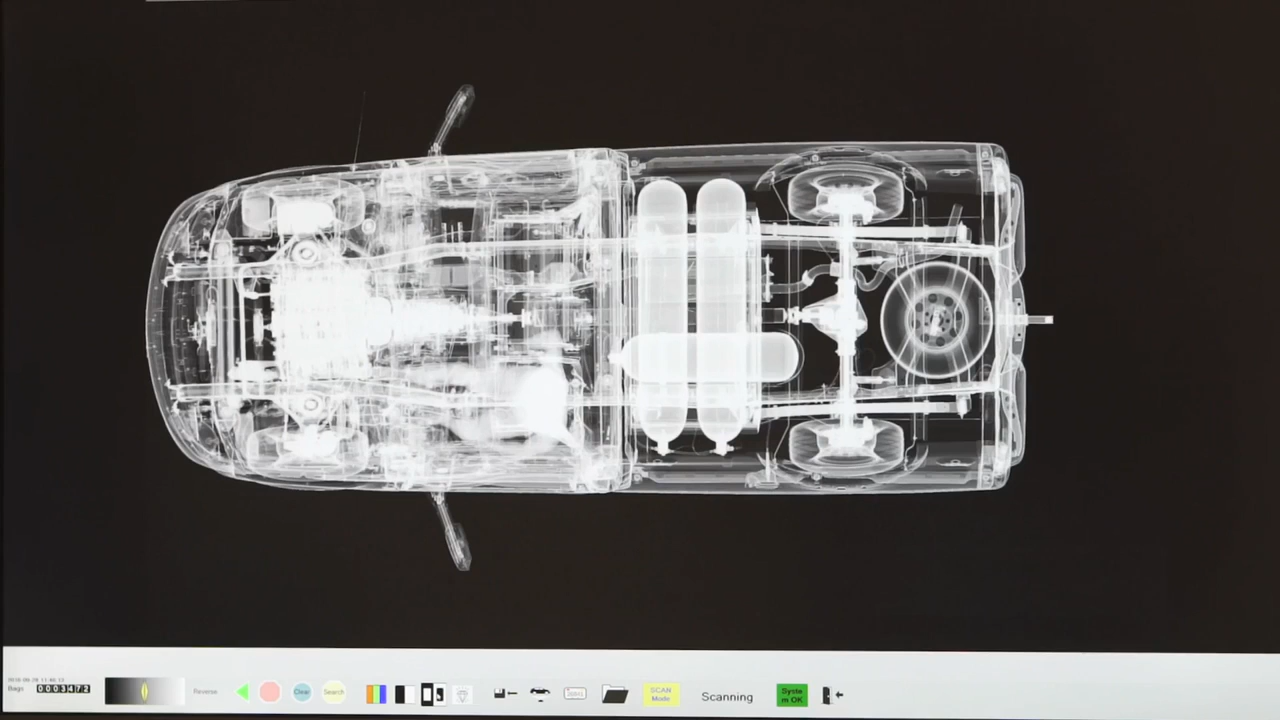 Bags 0003472
Reverse
Clear
Search
SCAN
Mode
Scanning
Syste
m OK